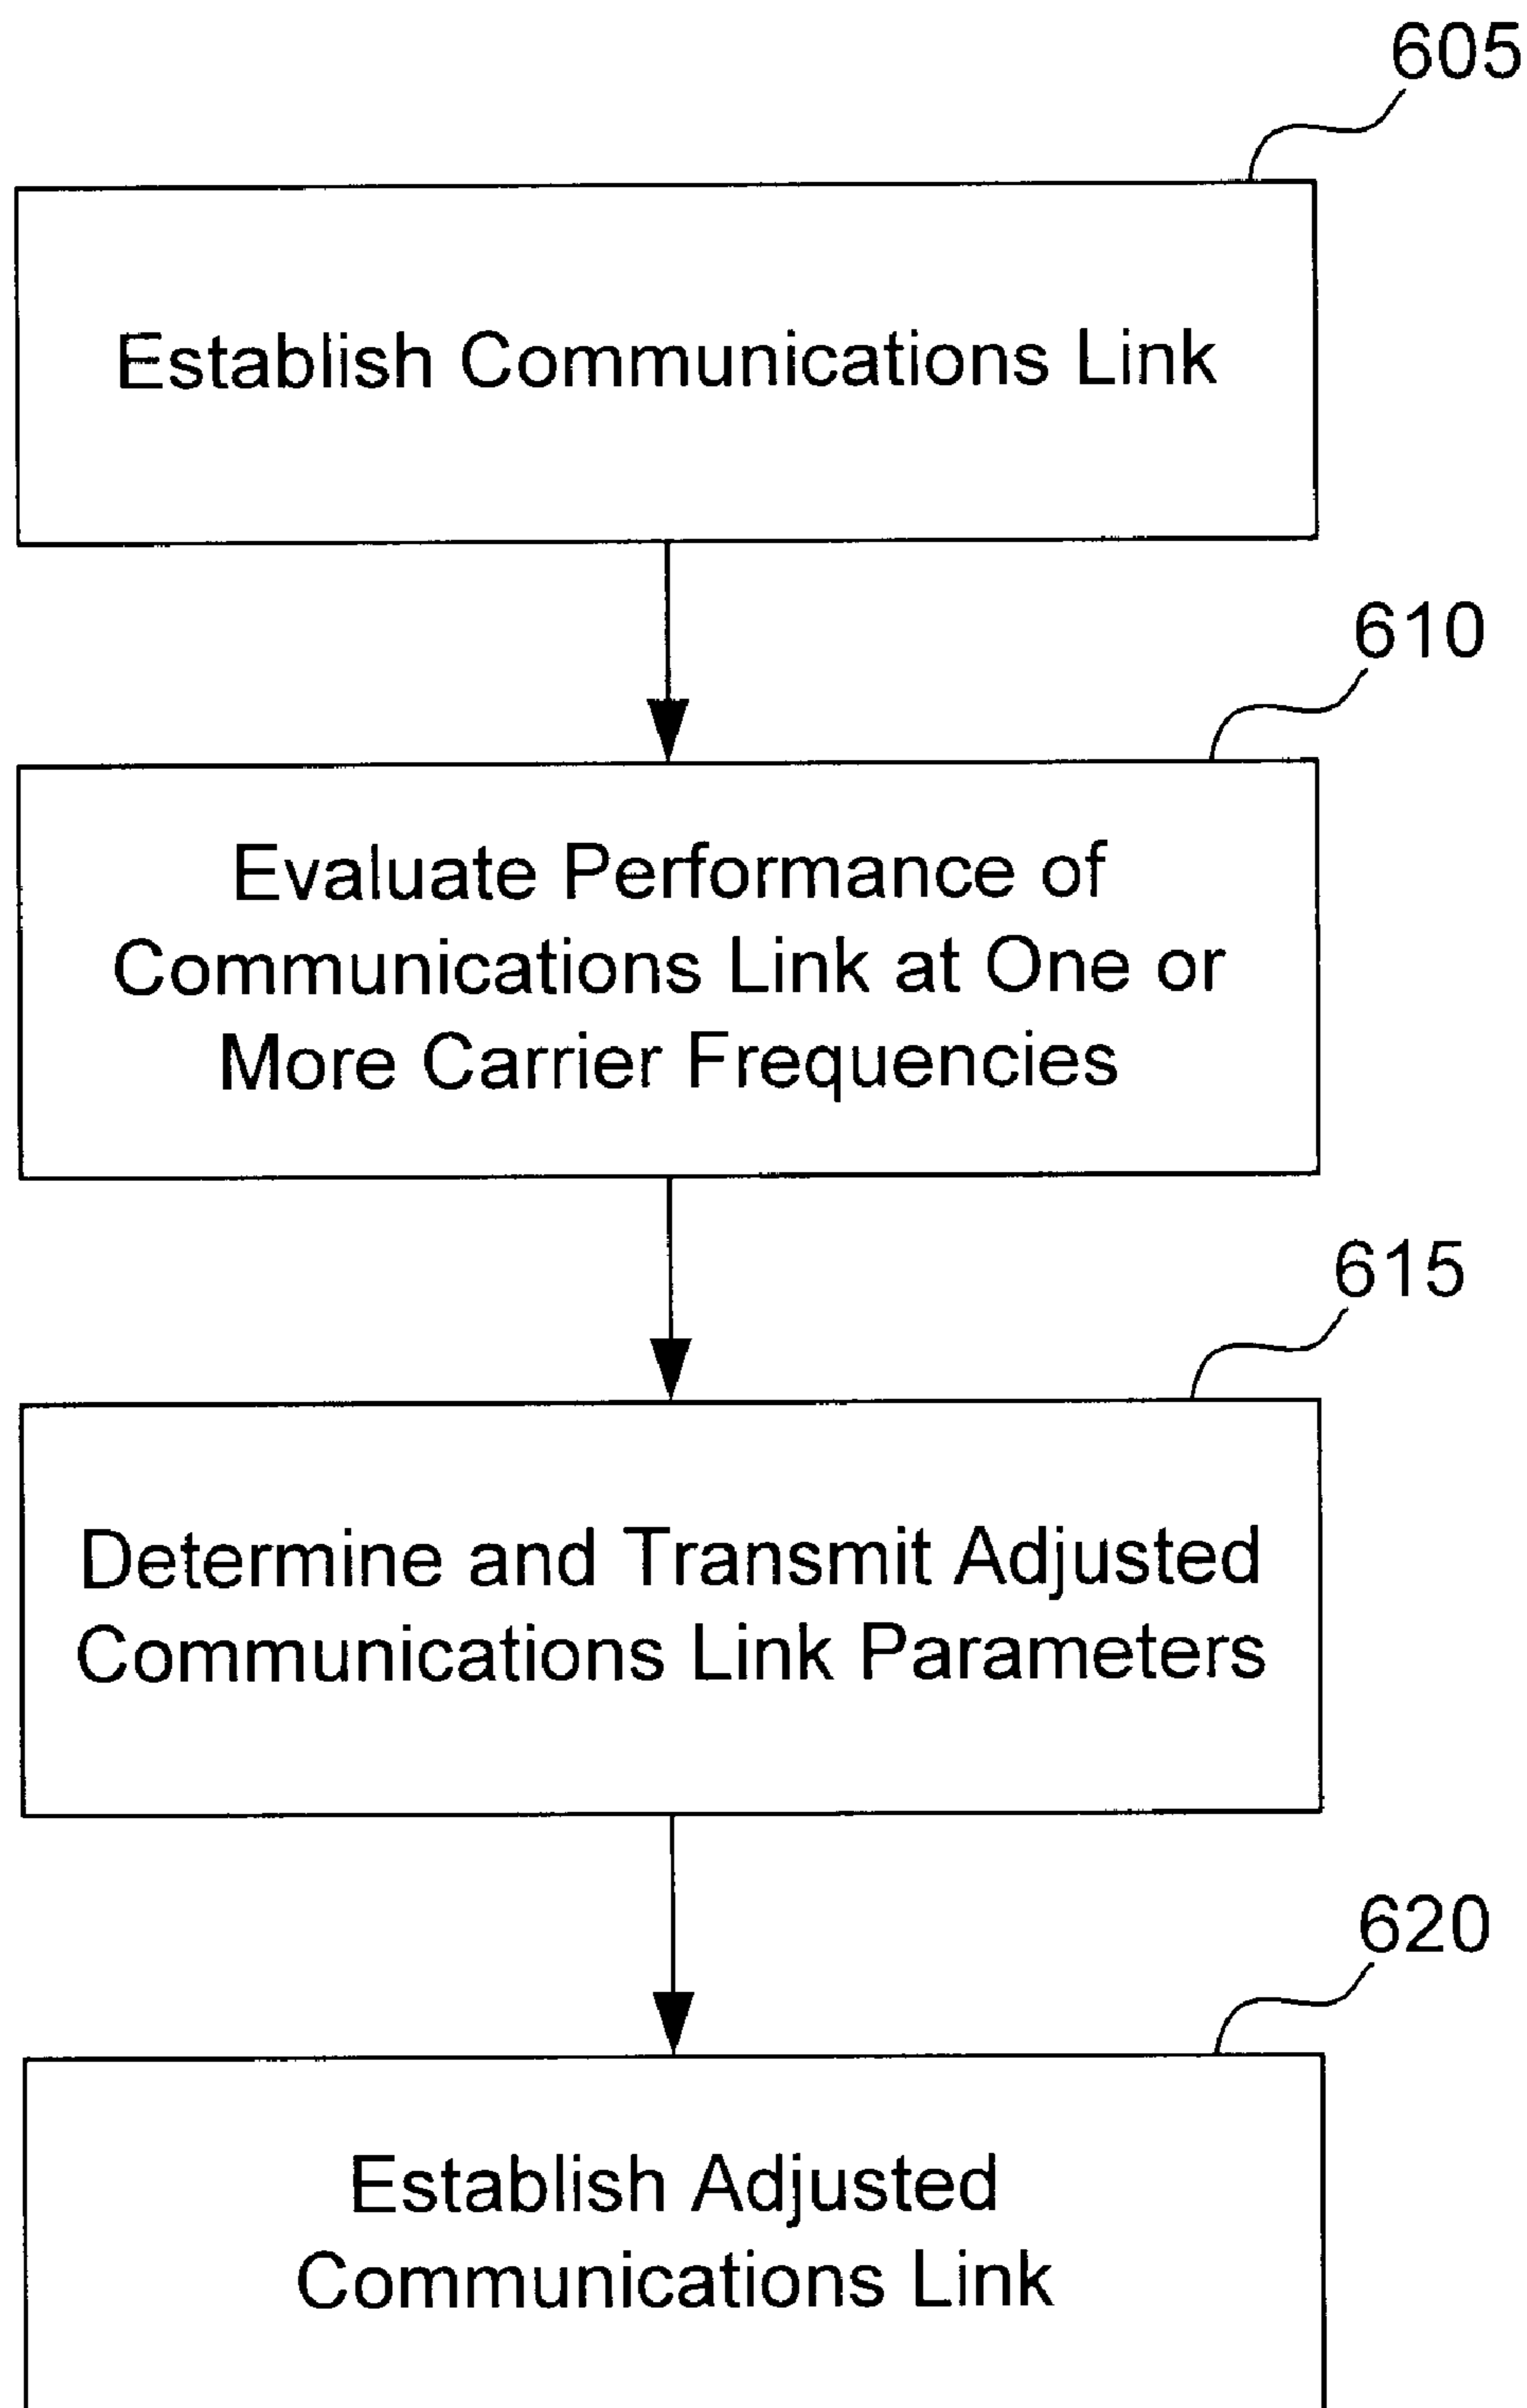 605
Establish Communications Link
610
Evaluate Performance of
Communications Link at One or
More Carrier Frequencies
615
Determine and Transmit Adjusted
Communications Link Parameters
620
Establish Adjusted
Communications Link